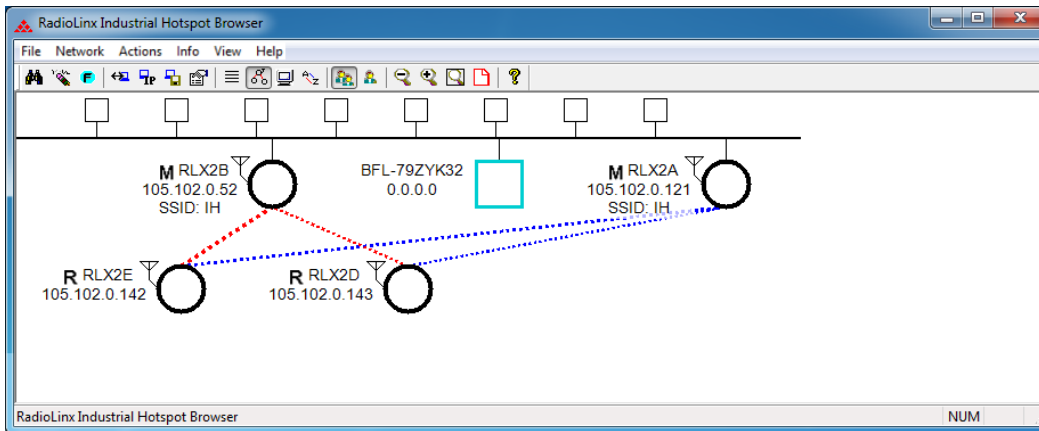 RadioLinx Industrial Hotspot Browser
File Network Actions Info View Help
F IP A Z ?
M RLX2B
105.102.0.52
SSID: IH
BFL-79ZYK32
0.0.0.0
M RLX2A
105.102.0.121
SSID: IH
R RLX2E
105.102.0.142
R RLX2D
105.102.0.143
RadioLinx Industrial Hotspot Browser NUM